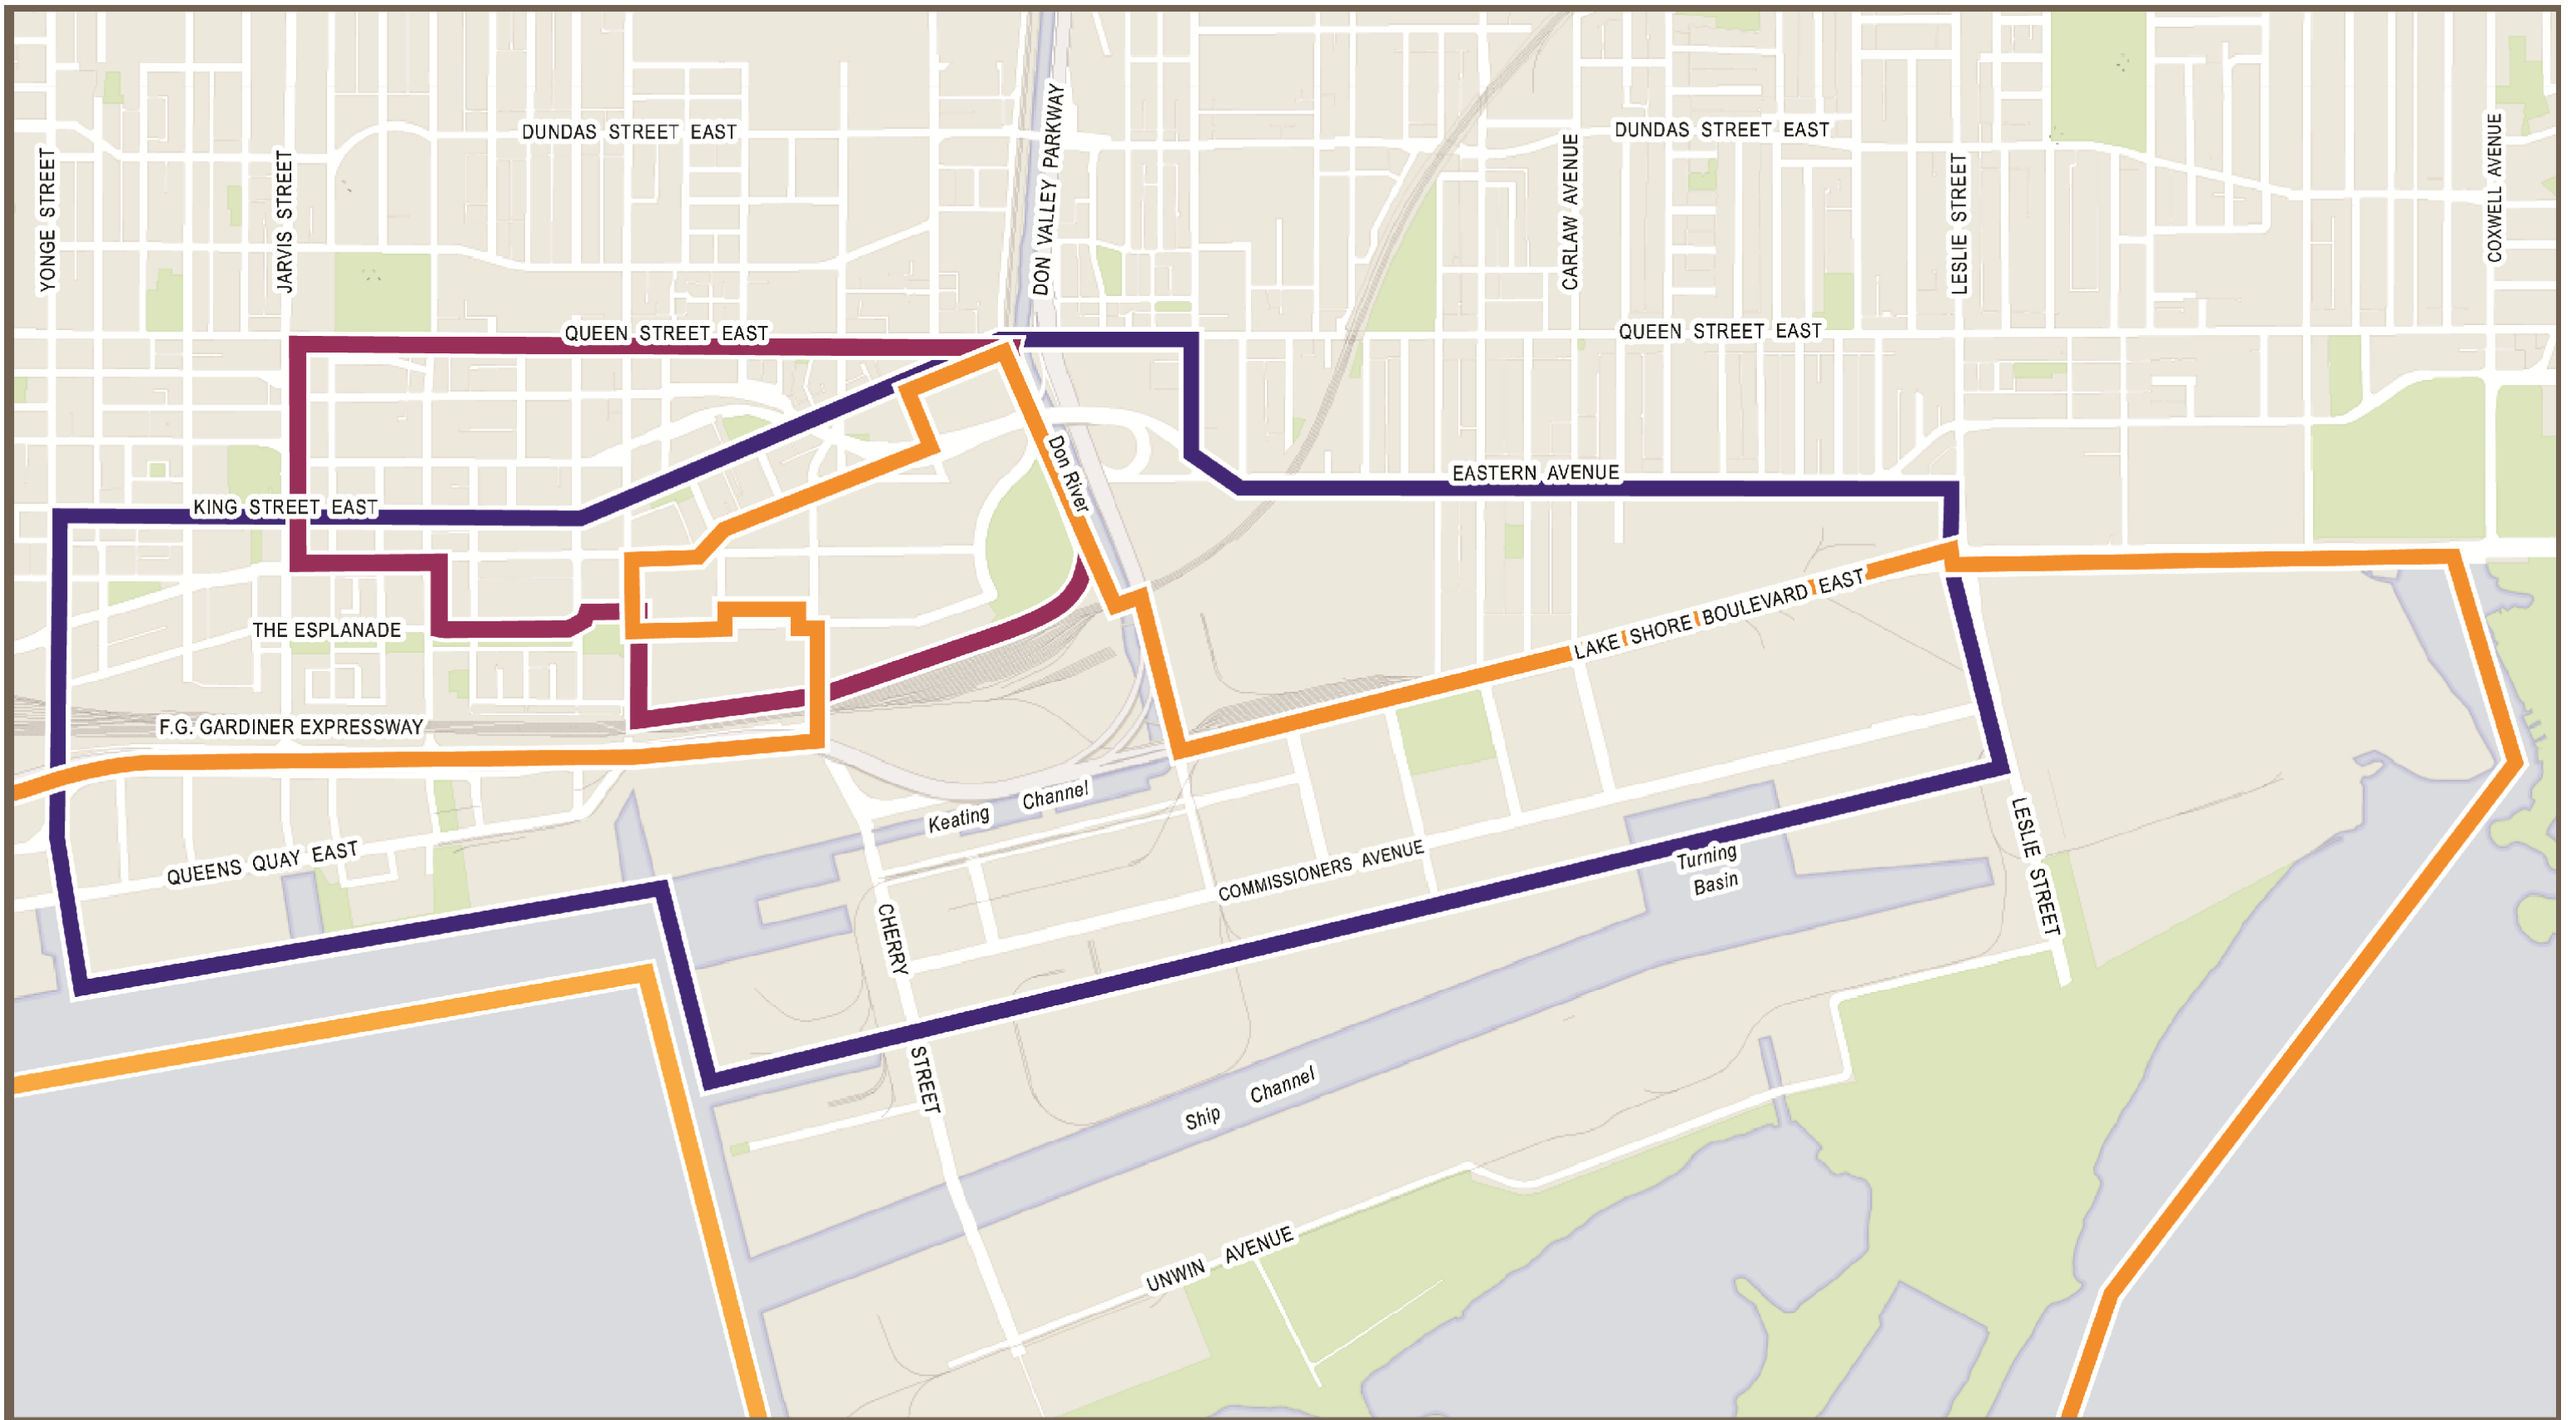 DUNDAS STREET EAST
DUNDAS STREET EAST
YONGE STREET
JARVIS STREET
DON VALLEY PARKWAY
CARLAW AVENUE
LESLIE STREET
COXWELL AVENUE
QUEEN STREET EAST
QUEEN STREET EAST
Don River
EASTERN AVENUE
KING STREET EAST
THE ESPLANADE
LAKE SHORE BOULEVARD EAST
F.G. GARDINER EXPRESSWAY
Keating Channel
QUEENS QUAY EAST
COMMISSIONERS AVENUE
Turning
Basin
LESLIE STREET
CHERRY STREET
Ship Channel
UNWIN AVENUE